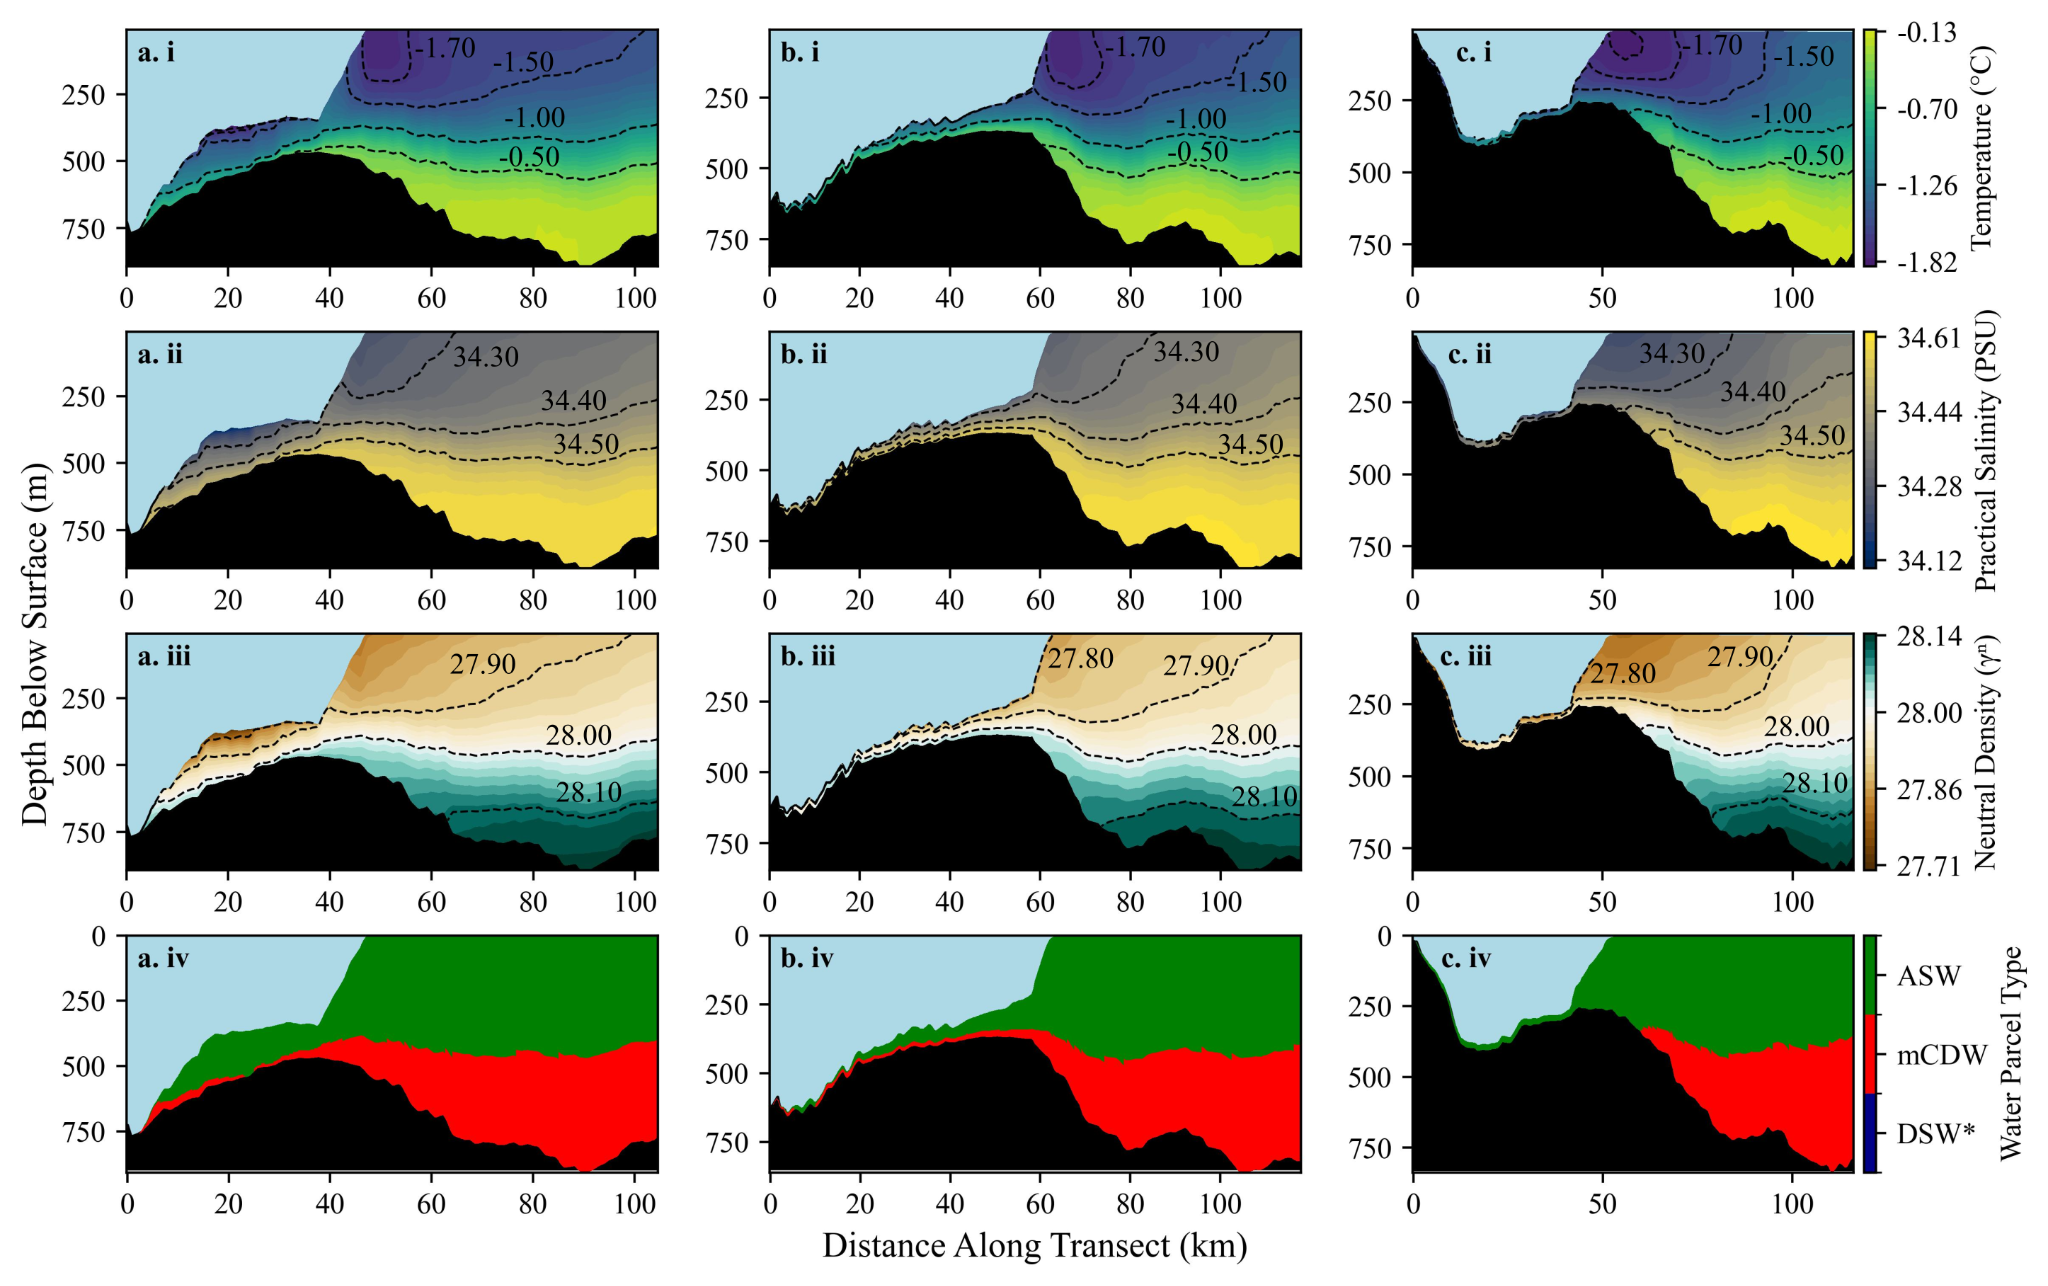 a. i
-1.70
-1.50
-1.00
-0.50
250
500
750
0 20 40 60 80 100
b. i
-1.70
-1.50
-1.00
-0.50
250
500
750
0 20 40 60 80 100
c. i
-1.70
-1.50
-1.00
-0.50
250
500
750
0 50 100
-0.13
-0.70
-1.26
-1.82
Temperature (°C)
a. ii
34.30
34.40
34.50
250
500
750
0 20 40 60 80 100
b. ii
34.30
34.40
34.50
250
500
750
0 20 40 60 80 100
c. ii
34.30
34.40
34.50
250
500
750
0 50 100
34.61
34.44
34.28
34.12
Practical Salinity (PSU)
Depth Below Surface (m)
a. iii
27.90
28.00
28.10
250
500
750
0 20 40 60 80 100
b. iii
27.80
27.90
28.00
28.10
250
500
750
0 20 40 60 80 100
c. iii
27.80
27.90
28.00
28.10
250
500
750
0 50 100
28.14
28.00
27.86
27.71
Neutral Density (γⁿ)
a. iv
0
250
500
750
0 20 40 60 80 100
b. iv
0
250
500
750
0 20 40 60 80 100
c. iv
0
250
500
750
0 50 100
ASW
mCDW
DSW*
Water Parcel Type
Distance Along Transect (km)